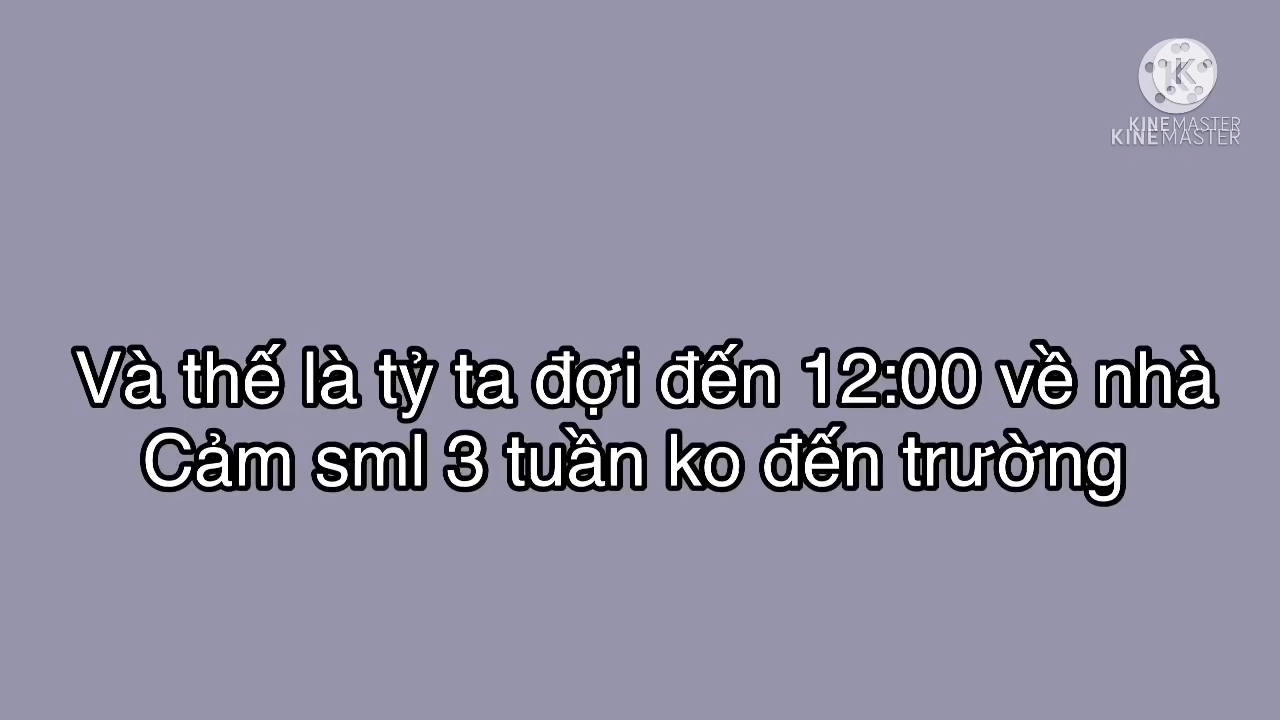 KINEMASTER
KINEMASTER
Và thế là tỷ ta đợi đến 12:00 về nhà
Cảm sml 3 tuần ko đến trường